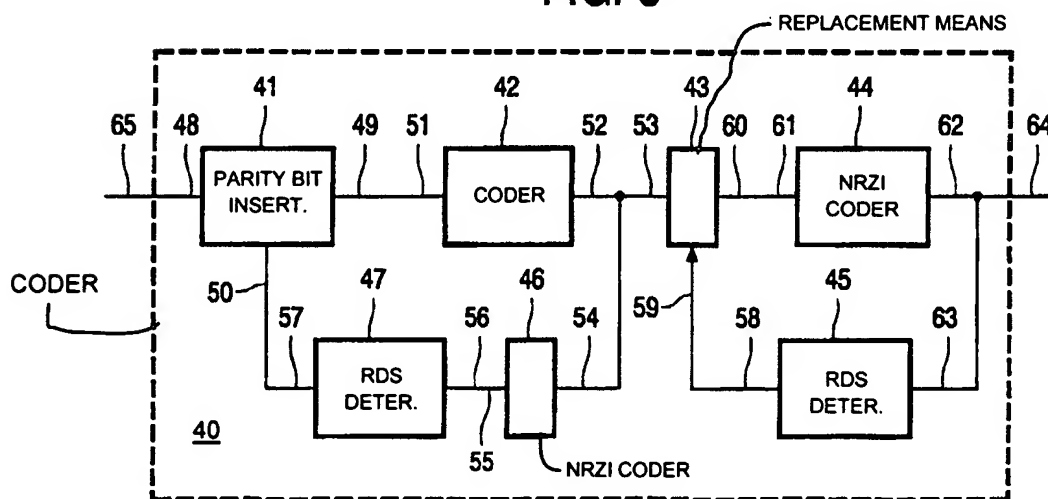 FIG.
REPLACEMENT MEANS
41
42
43
44
65
48
49
51
52
53
60
61
62
64
PARITY BIT
INSERT.
CODER
NRZI
CODER
CODER
50
47
46
59
45
57
56
54
58
63
RDS
DETER.
RDS
DETER.
40
55
NRZI CODER